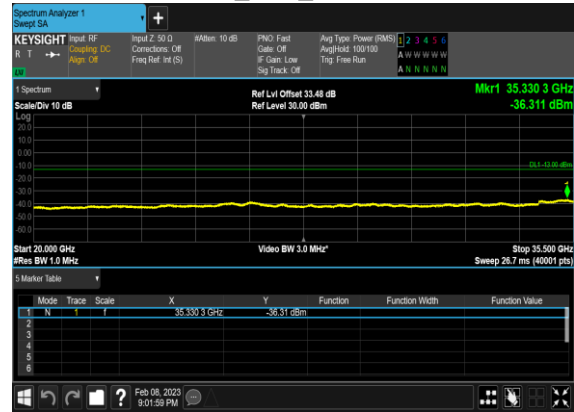 Spectrum Analyzer 1
Swept SA
+
KEYSIGHT Input: RF Input Z: 50 Ω #Atten: 10 dB PNO: Fast Avg Type: Power (RMS) 1 2 3 4 5 6
R T Coupling: DC Corrections: Off Gate: Off Avg|Hold: 100/100 A W W W W W
Align: Off Freq Ref: Int (S) IF Gain: Low Trig: Free Run
Sig Track: Off A N N N N N
1 Spectrum Ref Lvl Offset 33.48 dB Mkr1 35.330 3 GHz
Scale/Div 10 dB Ref Level 30.00 dBm -36.311 dBm
Log
20.0
10.0
0.00
-10.0 DL1 -13.00 dBm
-20.0
-30.0 1
-40.0
-50.0
-60.0
Start 20.000 GHz Video BW 3.0 MHz* Stop 35.500 GHz
#Res BW 1.0 MHz Sweep 26.7 ms (40001 pts)
5 Marker Table
Mode Trace Scale X Y Function Function Width Function Value
1 N 1 f 35.330 3 GHz -36.31 dBm
2
3
4
5
6
? Feb 08, 2023
9:01:59 PM